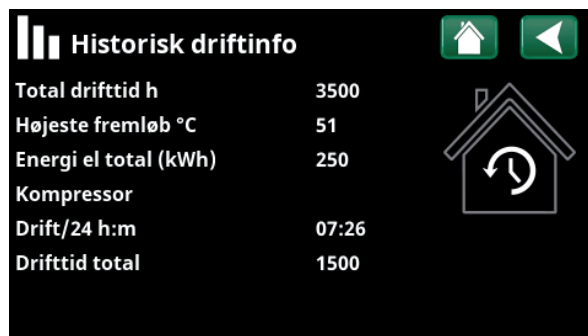 Historisk driftinfo
Total drifttid h 3500
Højeste fremløb °C 51
Energi el total (kWh) 250
Kompressor
Drift/24 h:m 07:26
Drifttid total 1500